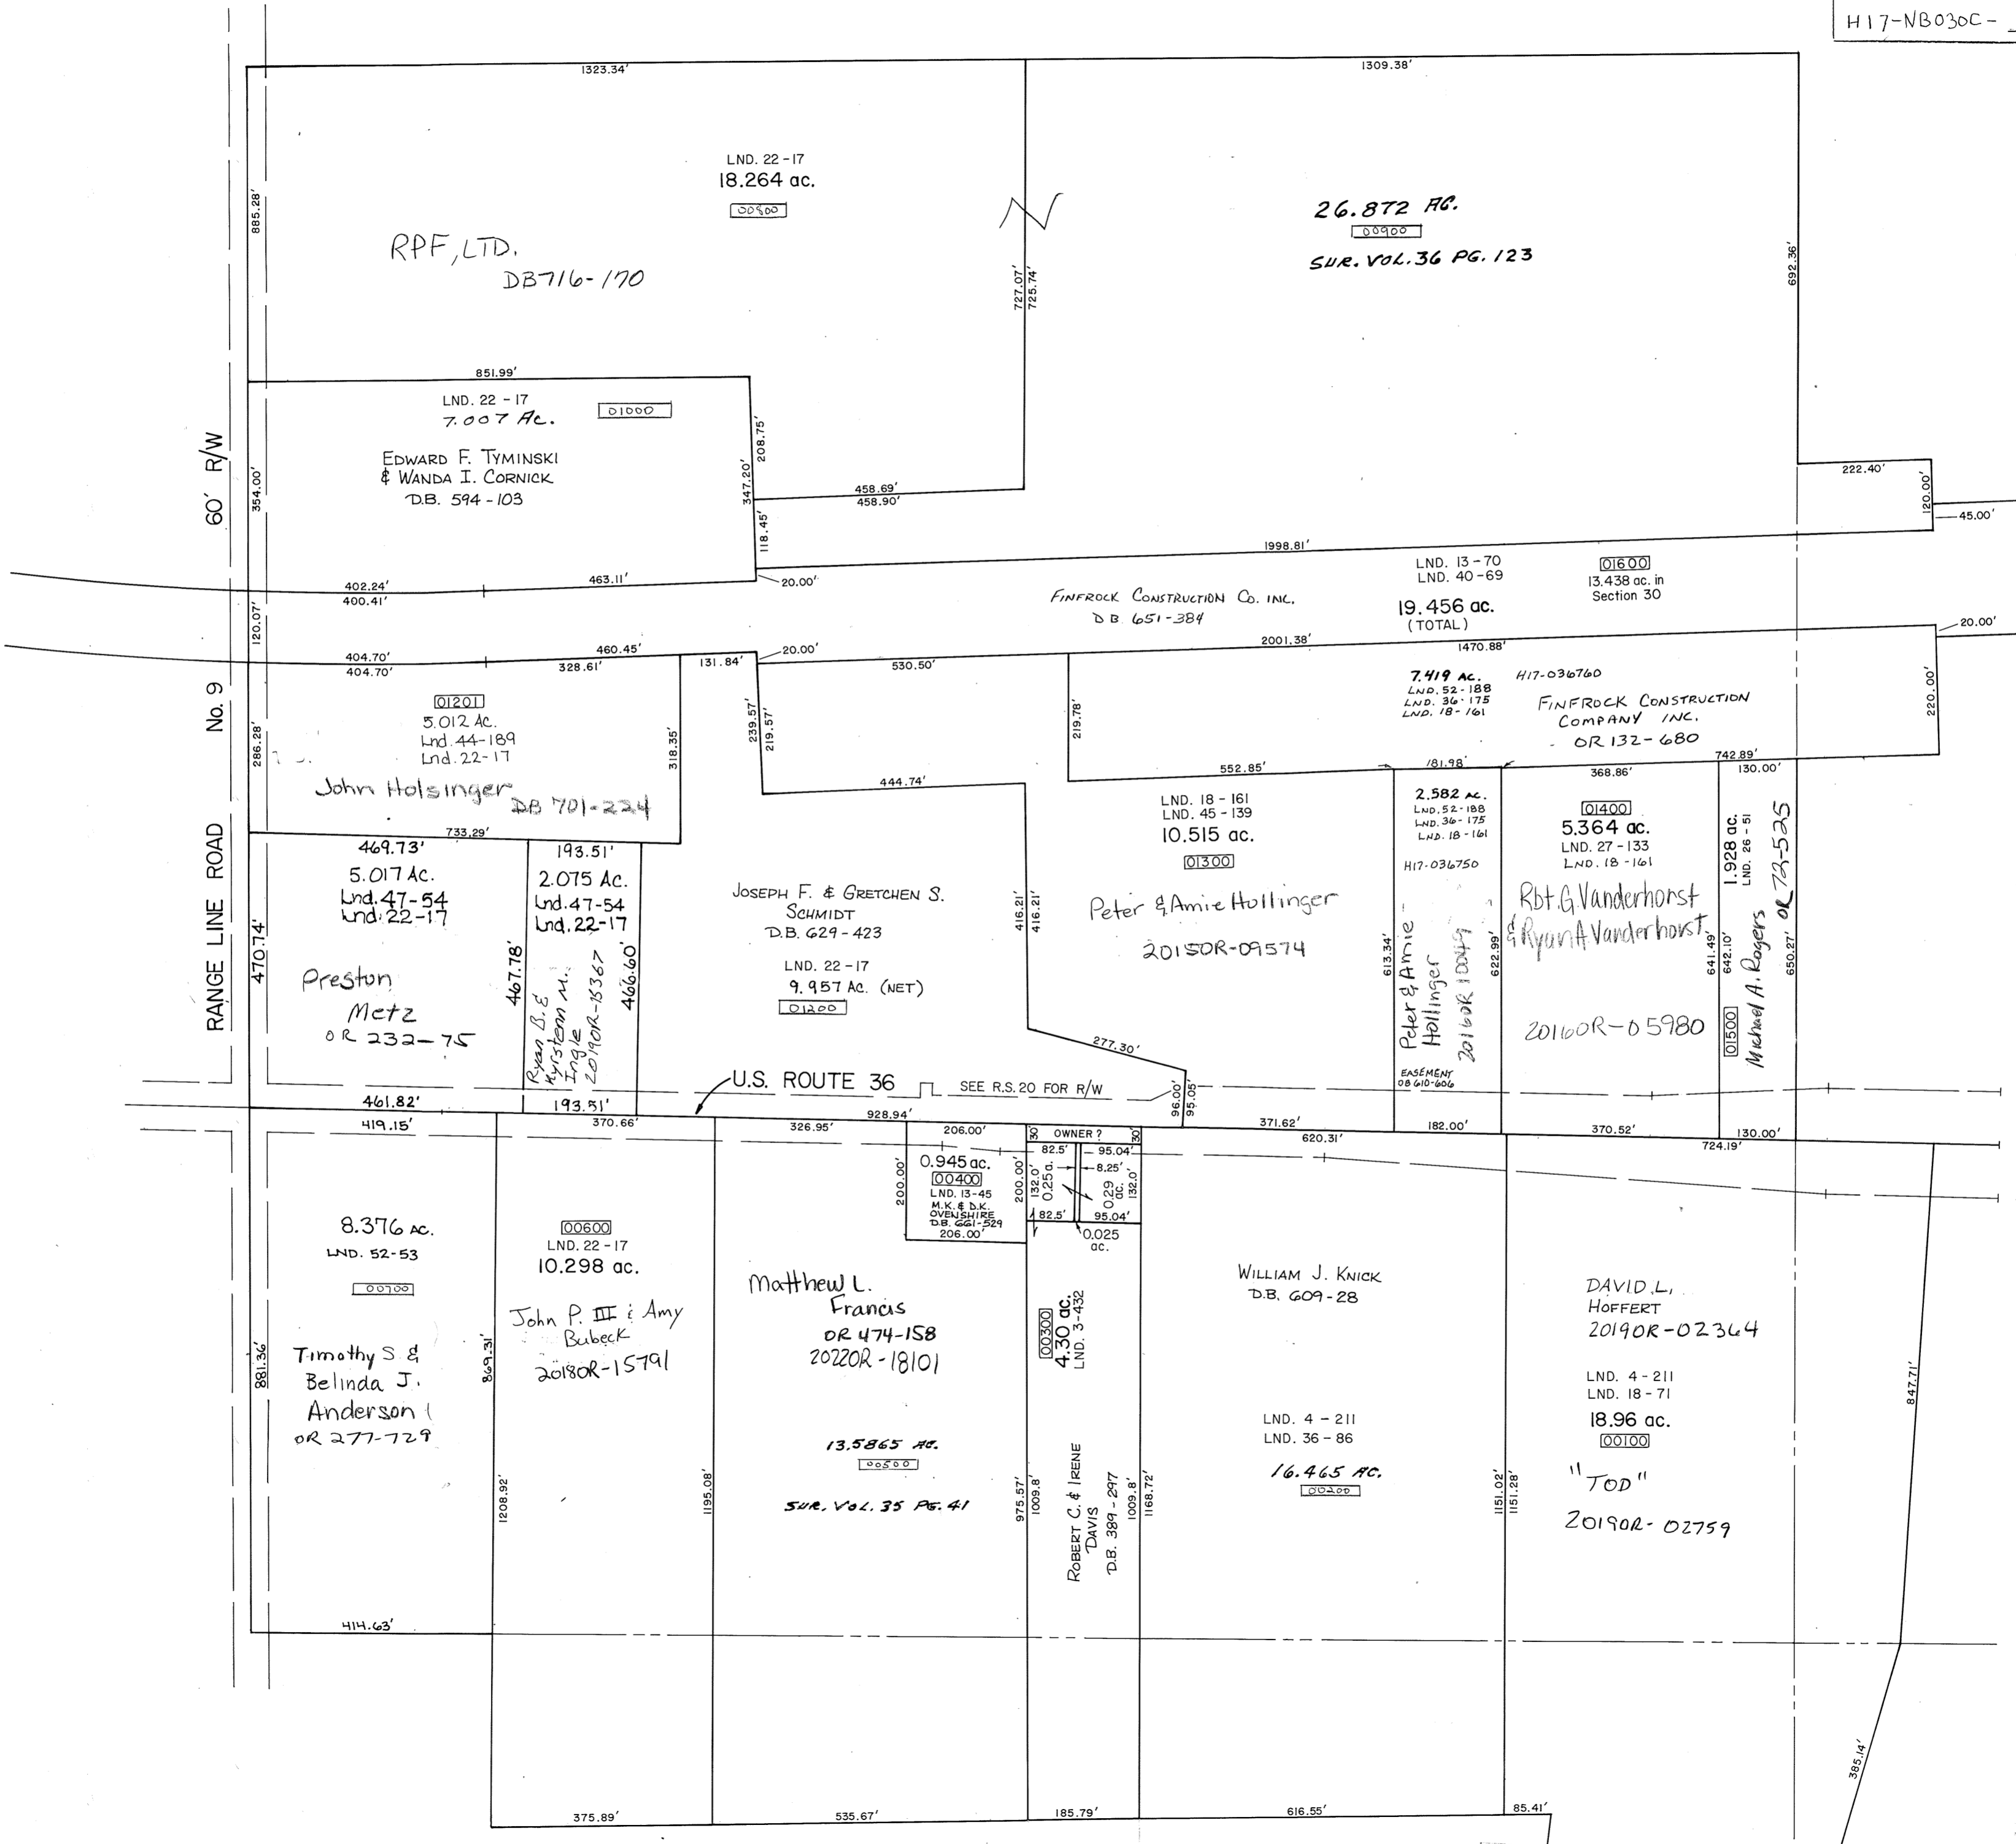 H17-NB030C-
1323.34'
1309.38'
LND. 22-17
18.264 ac.
00800
885.28'
RPF, LTD.
DB716-170
N
727.07'
725.74'
26.872 AC.
00900
SUR. VOL. 36 PG. 123
692.36'
851.99'
LND. 22-17
7.007 Ac.
01000
EDWARD F. TYMINSKI
& WANDA I. CORNICK
D.B. 594-103
354.00'
347.20'
208.75'
118.45'
458.69'
458.90'
222.40'
120.00'
45.00'
60' R/W
1998.81'
402.24'
463.11'
400.41'
20.00'
120.07'
FINFROCK CONSTRUCTION CO. INC.
D B. 651-384
LND. 13-70
LND. 40-69
19.456 ac.
(TOTAL)
01600
13.438 ac. in
Section 30
20.00'
404.70'
460.45'
404.70'
328.61'
131.84'
20.00'
530.50'
2001.38'
1470.88'
No. 9
01201
5.012 AC.
Lnd. 44-189
Lnd. 22-17
John Holsinger
DB 701-224
286.28'
318.35'
239.57'
219.57'
219.78'
7.419 AC.
LND. 52-188
LND. 36-175
LND. 18-161
H17-036760
FINFROCK CONSTRUCTION
COMPANY INC.
OR 132-680
220.00'
733.29'
444.74'
552.85'
181.98'
742.89'
368.86'
130.00'
RANGE LINE ROAD
469.73'
5.017 AC.
Lnd. 47-54
Lnd. 22-17
Preston
Metz
OR 232-75
470.74'
467.78'
193.51'
2.075 AC.
Lnd. 47-54
Lnd. 22-17
Ryan B. &
Kyrstenn M.
Ingle
2019OR-15367
466.60'
JOSEPH F. & GRETCHEN S.
SCHMIDT
D.B. 629-423
LND. 22-17
9.957 AC. (NET)
01200
416.21'
416.21'
277.30'
LND. 18-161
LND. 45-139
10.515 ac.
01300
Peter & Amie Hollinger
2015OR-09574
2.582 AC.
LND. 52-188
LND. 36-175
LND. 18-161
H17-036750
613.34'
Peter & Amie
Hollinger
2016OR 10049
622.99'
EASEMENT
DB 610-606
01400
5.364 ac.
LND. 27-133
LND. 18-161
Rbt. G. Vanderhorst
& Ryan A. Vanderhorst
2016OR-05980
641.49'
642.10'
1.928 ac.
LND. 26-51
01500
Michael A. Rogers
OR 72-525
650.27'
U.S. ROUTE 36
SEE R.S. 20 FOR R/W
96.00'
95.05'
461.82'
193.51'
928.94'
371.62'
182.00'
370.52'
130.00'
419.15'
370.66'
326.95'
206.00'
30'
OWNER ?
30'
620.31'
724.19'
200.00'
0.945 ac.
00400
LND. 13-45
M.K. & D.K.
OVENSHIRE
D.B. 661-529
206.00'
200.00'
82.5'
95.04'
132.0'
0.25 a.
8.25'
0.29
ac.
132.0'
82.5'
95.04'
0.025
ac.
8.376 AC.
LND. 52-53
00700
Timothy S. &
Belinda J.
Anderson
OR 277-729
881.36'
869.31'
00600
LND. 22-17
10.298 ac.
John P. III & Amy
Bubeck
2018OR-15791
Matthew L.
Francis
OR 474-158
2022OR-18101
13.5865 AC.
00500
SUR. VOL. 35 PG. 41
00300
4.30 ac.
LND. 3-432
ROBERT C. & IRENE
DAVIS
D.B. 389-297
WILLIAM J. KNICK
D.B. 609-28
LND. 4-211
LND. 36-86
16.465 AC.
00200
DAVID L.
HOFFERT
2019OR-02364
LND. 4-211
LND. 18-71
18.96 ac.
00100
"TOD"
2019OR-02759
847.71'
1208.92'
1195.08'
975.57'
1009.8'
1009.8'
1168.72'
1151.02'
1151.28'
414.63'
385.14'
375.89'
535.67'
185.79'
616.55'
85.41'